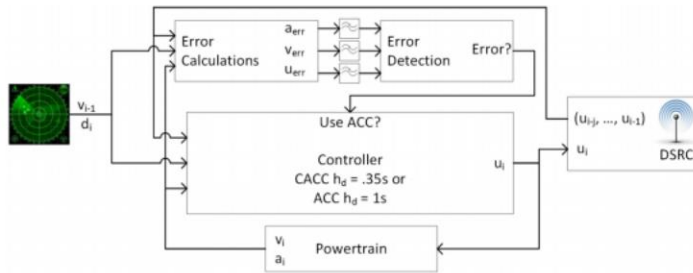 Error
Calculations
a_err
v_err
u_err
Error
Detection
Error?
v_i-1
d_i
Use ACC?
Controller
CACC h_d = .35s or
ACC h_d = 1s
u_i
(u_i-j, ..., u_i-1)
u_i
DSRC
v_i
a_i
Powertrain